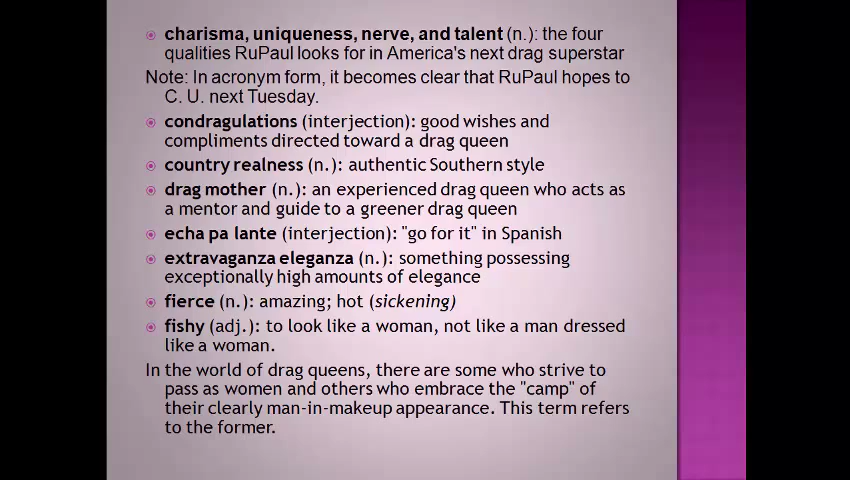 charisma, uniqueness, nerve, and talent (n.): the four
qualities RuPaul looks for in America's next drag superstar
Note: In acronym form, it becomes clear that RuPaul hopes to
C. U. next Tuesday.
condragulations (interjection): good wishes and
compliments directed toward a drag queen
country realness (n.): authentic Southern style
drag mother (n.): an experienced drag queen who acts as
a mentor and guide to a greener drag queen
echa pa lante (interjection): "go for it" in Spanish
extravaganza eleganza (n.): something possessing
exceptionally high amounts of elegance
fierce (n.): amazing; hot (sickening)
fishy (adj.): to look like a woman, not like a man dressed
like a woman.
In the world of drag queens, there are some who strive to
pass as women and others who embrace the "camp" of
their clearly man-in-makeup appearance. This term refers
to the former.